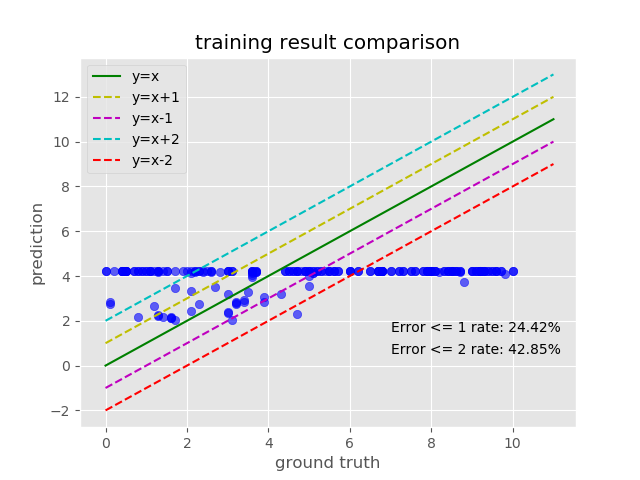 training result comparison
y=x
y=x+1
y=x-1
y=x+2
y=x-2
12
10
8
6
4
2
0
−2
prediction
Error <= 1 rate: 24.42%
Error <= 2 rate: 42.85%
0 2 4 6 8 10
ground truth